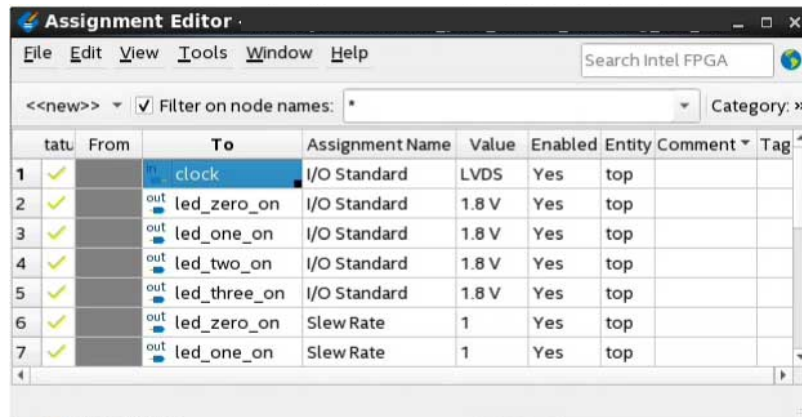 Assignment Editor
File Edit View Tools Window Help Search Intel FPGA
<<new>> Filter on node names: * Category: »
tatu From To Assignment Name Value Enabled Entity Comment Tag
1 in clock I/O Standard LVDS Yes top
2 out led_zero_on I/O Standard 1.8 V Yes top
3 out led_one_on I/O Standard 1.8 V Yes top
4 out led_two_on I/O Standard 1.8 V Yes top
5 out led_three_on I/O Standard 1.8 V Yes top
6 out led_zero_on Slew Rate 1 Yes top
7 out led_one_on Slew Rate 1 Yes top